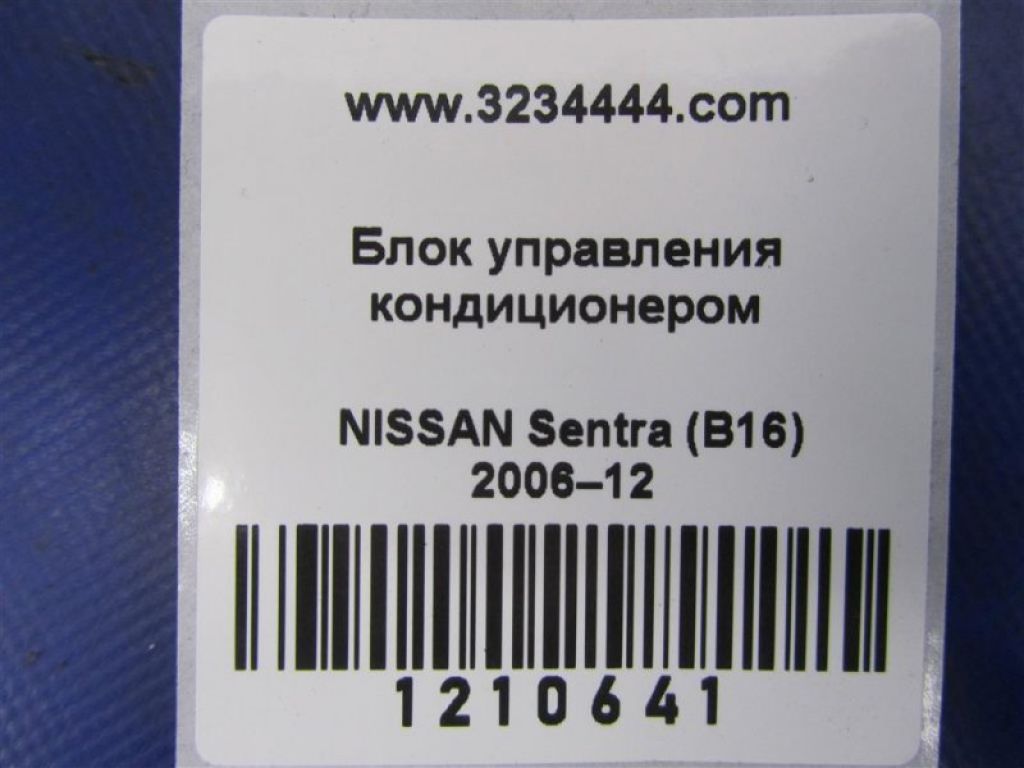 www.3234444.com
Блок управления
кондиционером
NISSAN Sentra (B16)
2006–12
1210641